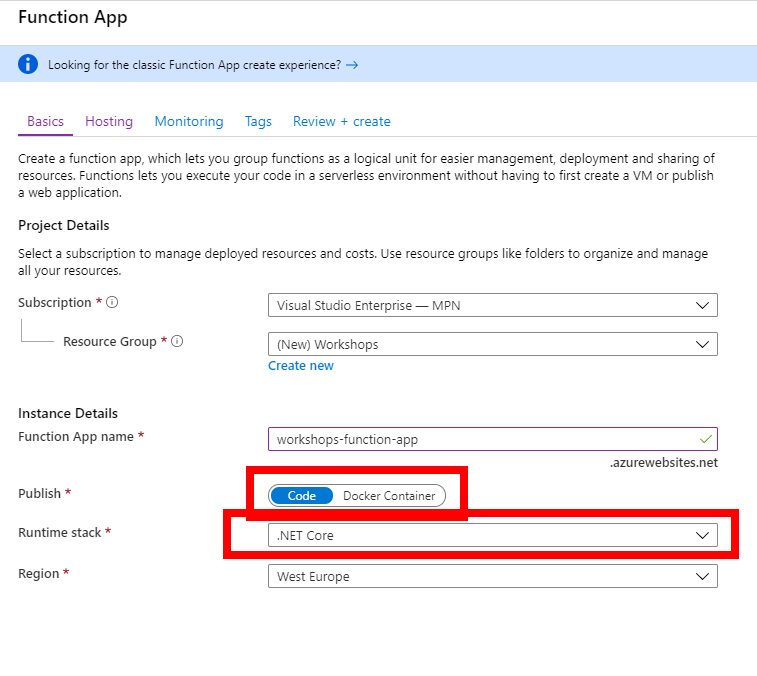 Function App
Looking for the classic Function App create experience? →
Basics Hosting Monitoring Tags Review + create
Create a function app, which lets you group functions as a logical unit for easier management, deployment and sharing of
resources. Functions lets you execute your code in a serverless environment without having to first create a VM or publish
a web application.
Project Details
Select a subscription to manage deployed resources and costs. Use resource groups like folders to organize and manage
all your resources.
Subscription * Visual Studio Enterprise — MPN
Resource Group * (New) Workshops
Create new
Instance Details
Function App name * workshops-function-app
.azurewebsites.net
Publish * Code Docker Container
Runtime stack * .NET Core
Region * West Europe